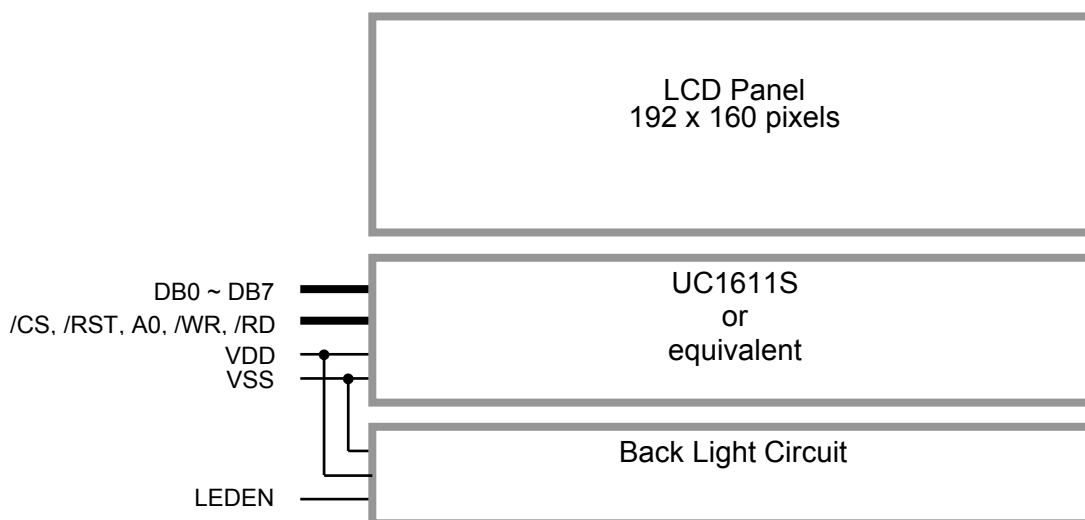 LCD Panel
192 x 160 pixels
DB0 ~ DB7
/CS, /RST, A0, /WR, /RD
VDD
VSS
UC1611S
or
equivalent
Back Light Circuit
LEDEN